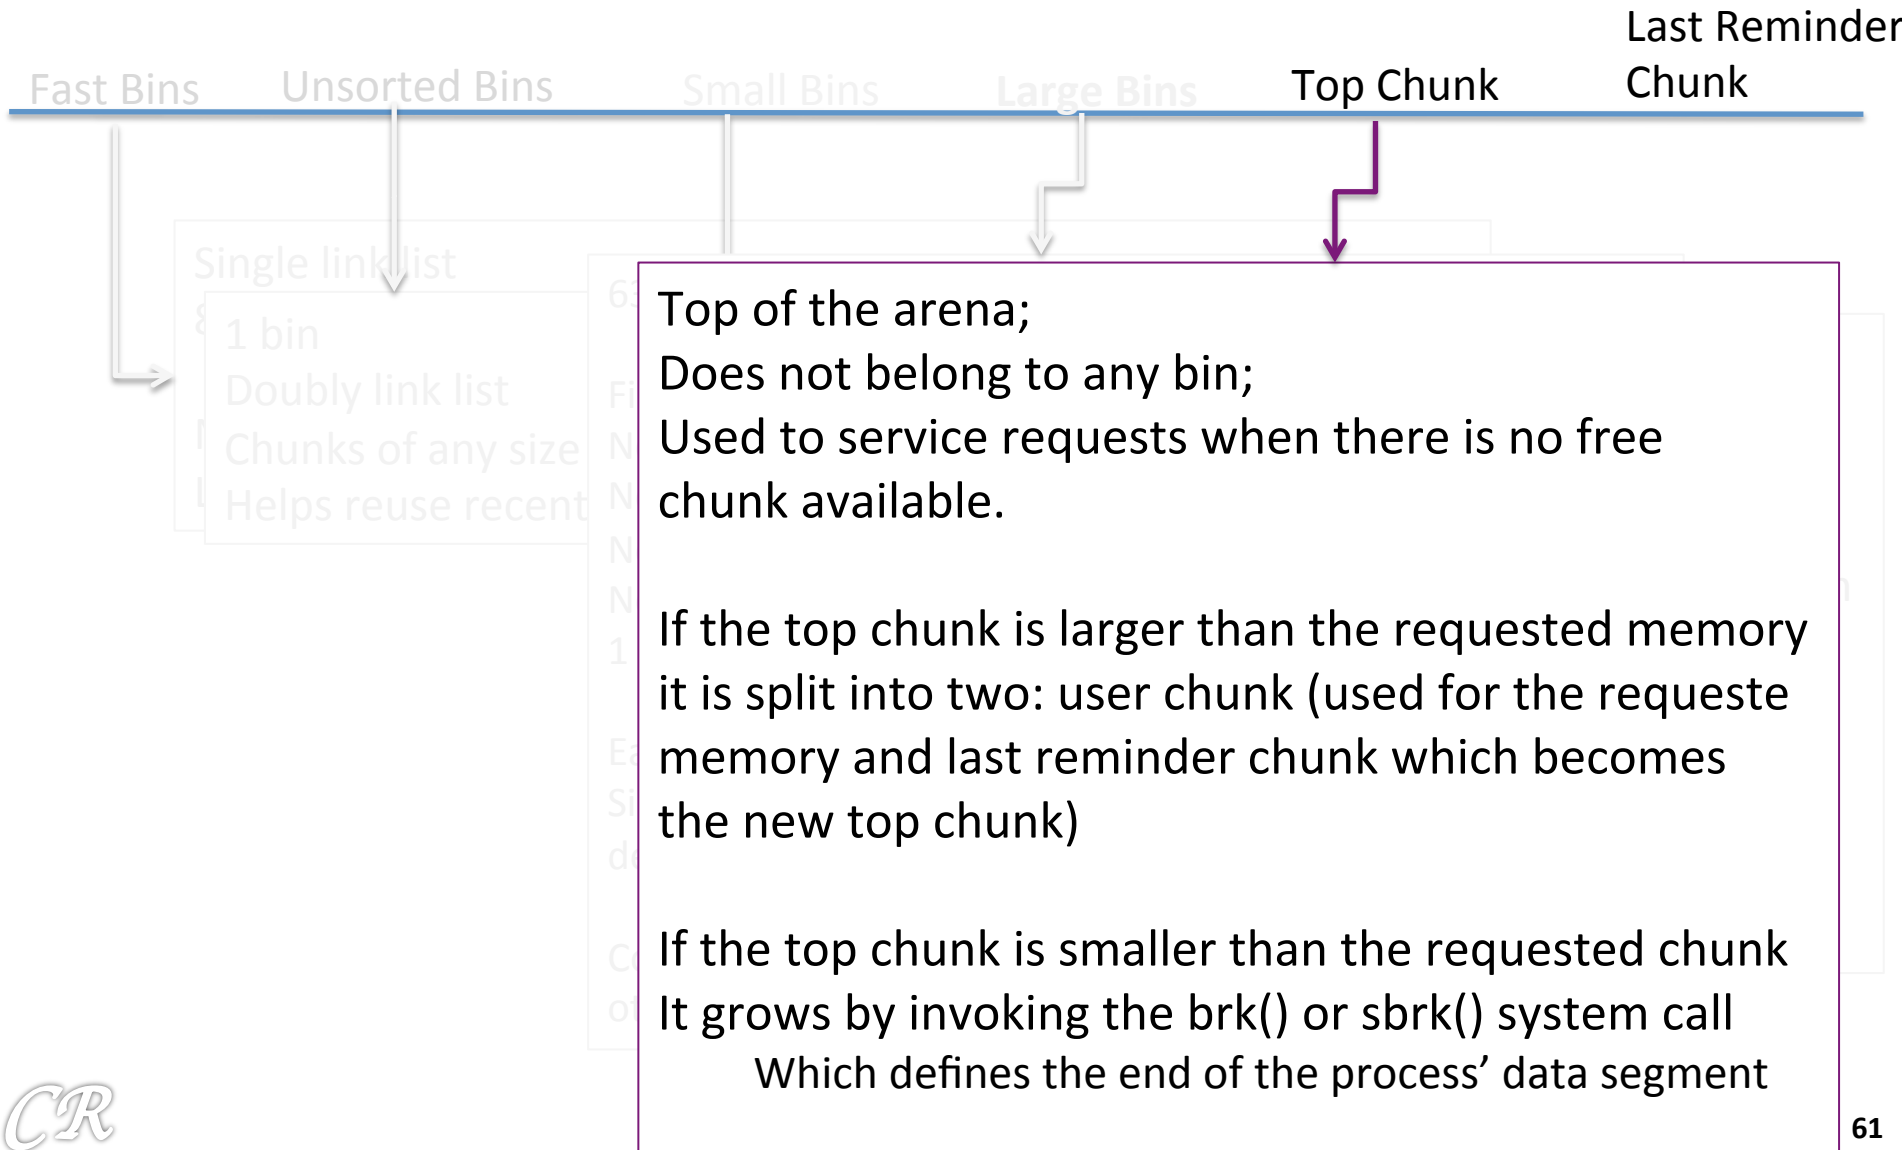 Last Reminder
Fast Bins Unsorted Bins Small Bins Large Bins Top Chunk Chunk
Single link list
1 bin
Doubly link list
Chunks of any size
Helps reuse recent
Top of the arena;
Does not belong to any bin;
Used to service requests when there is no free
chunk available.
If the top chunk is larger than the requested memory
it is split into two: user chunk (used for the requeste
memory and last reminder chunk which becomes
the new top chunk)
If the top chunk is smaller than the requested chunk
It grows by invoking the brk() or sbrk() system call
Which defines the end of the process’ data segment
CR
61